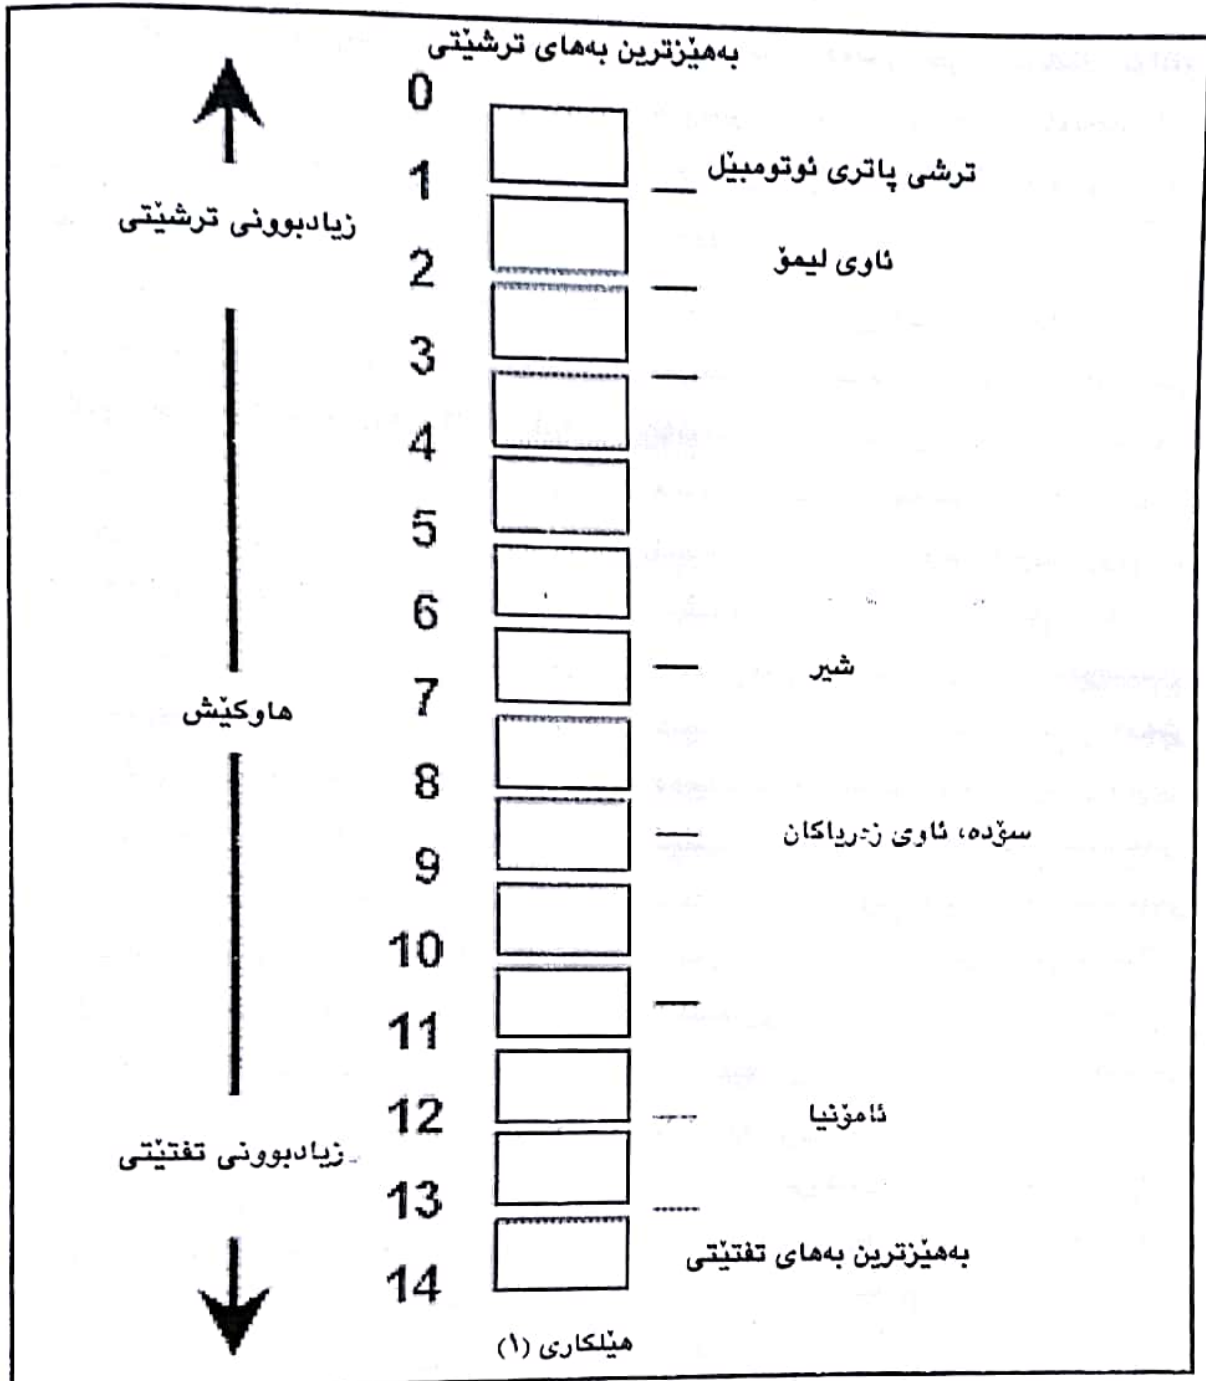 بەهێزترین بەهای ترشێتی
0
1
ترشی پاتری ئوتومبێل
زیادبوونی ترشێتی
2
ئاوی لیمۆ
3
4
5
6
شیر
7
هاوکێش
8
سۆدە، ئاوی زەریاکان
9
10
11
12
ئامۆنیا
زیادبوونی تفتێتی
13
بەهێزترین بەهای تفتێتی
14
هێلکاری (١)